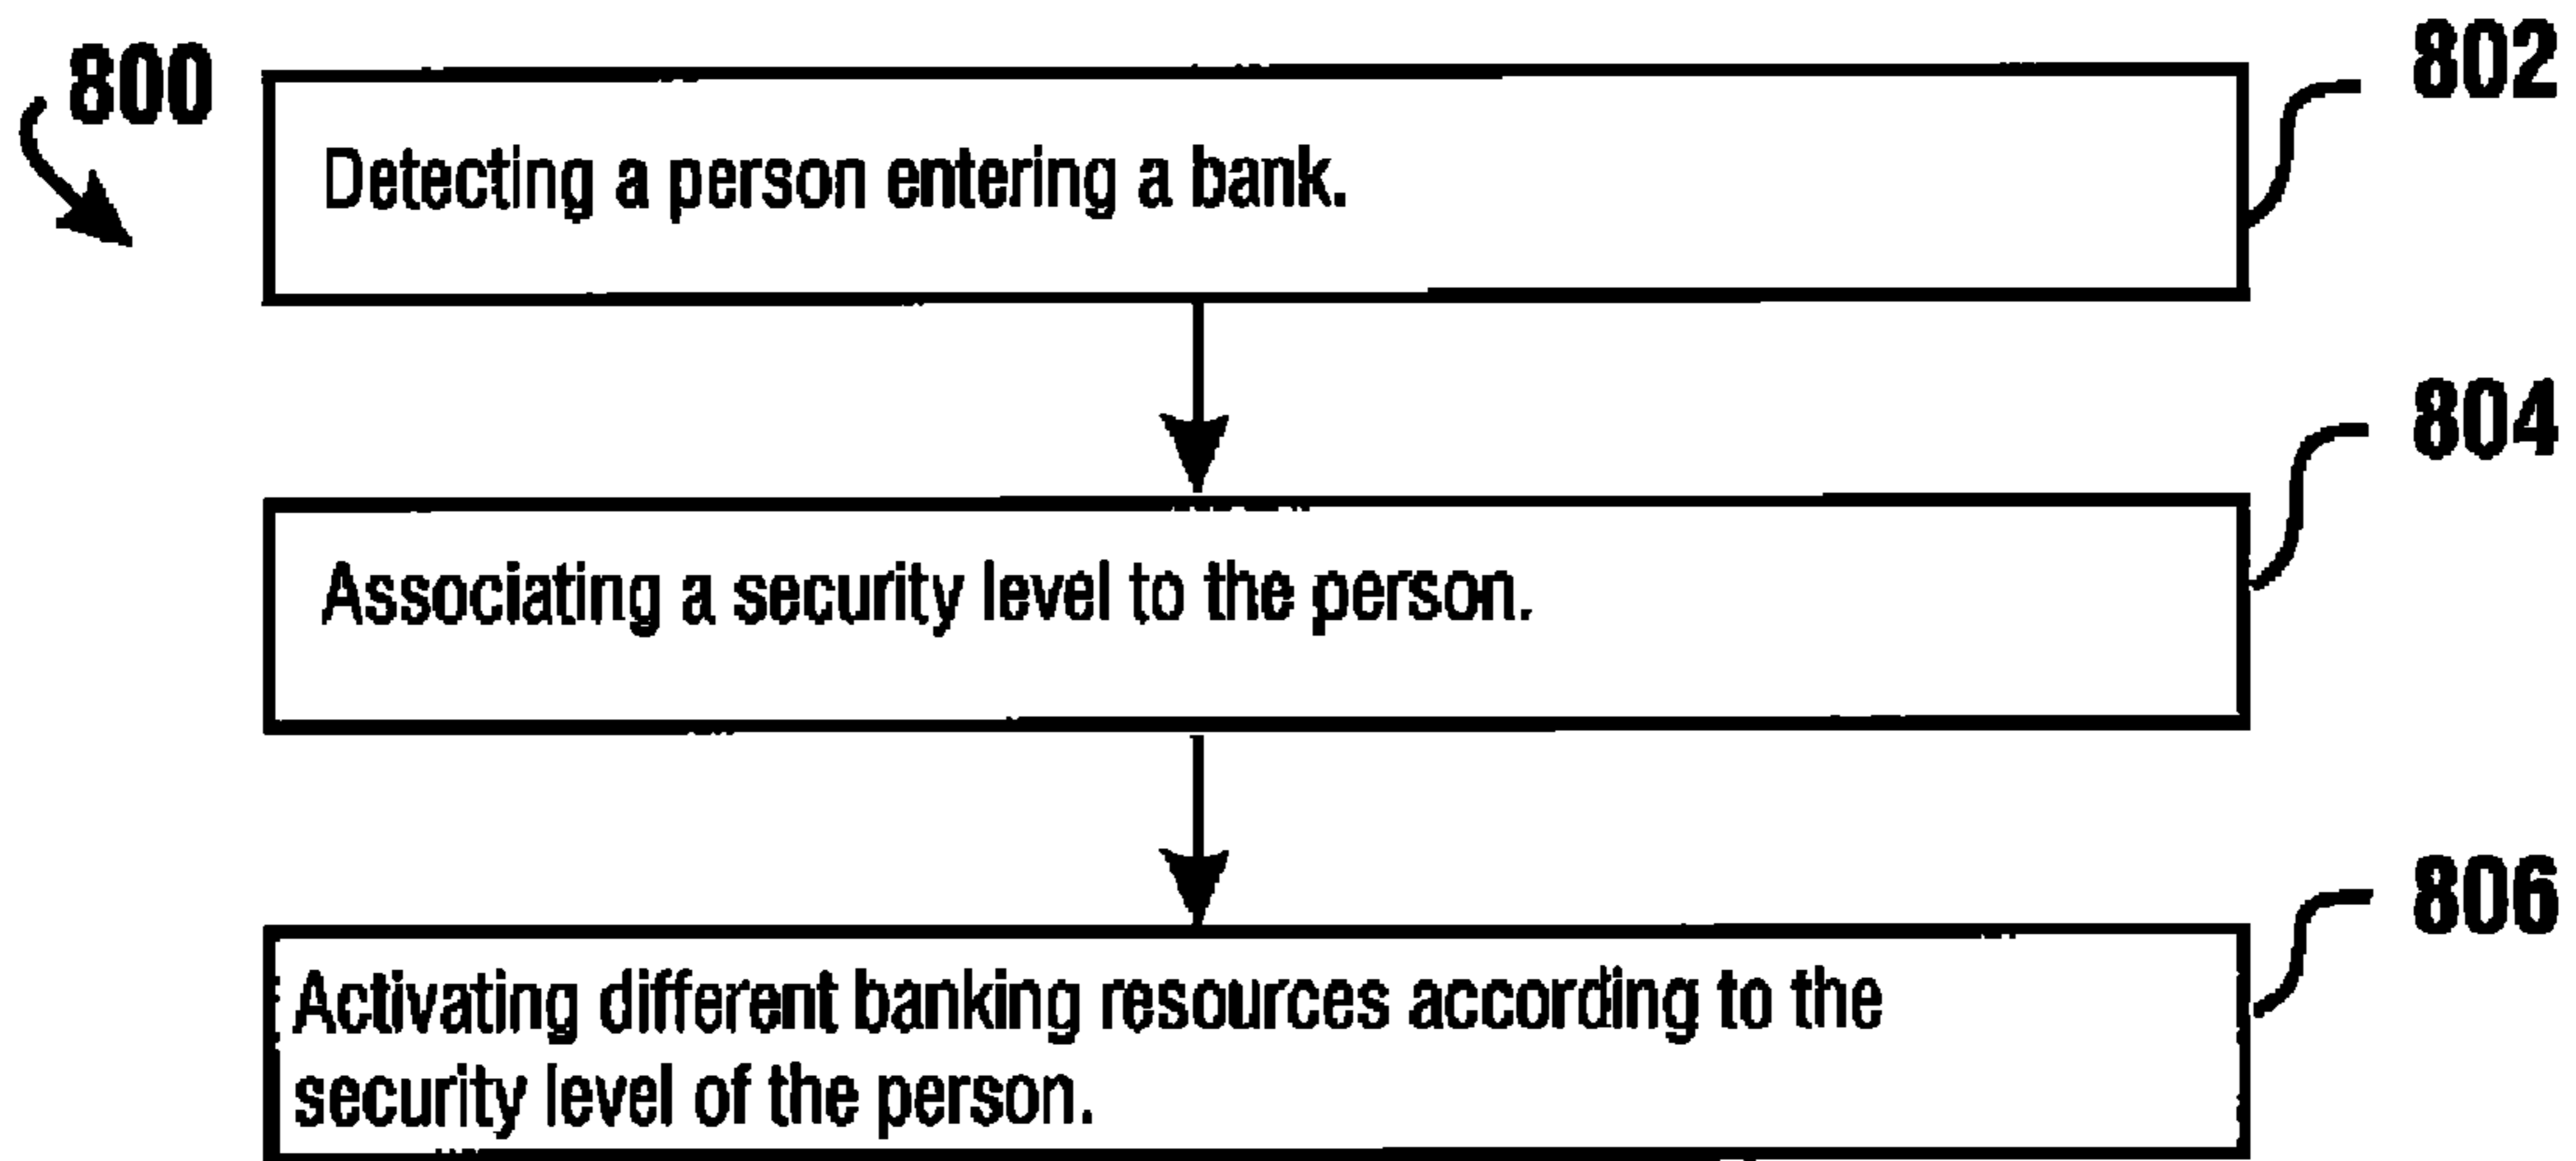 800
802
Detecting a person entering a bank.
804
Associating a security level to the person.
806
Activating different banking resources according to the
security level of the person.